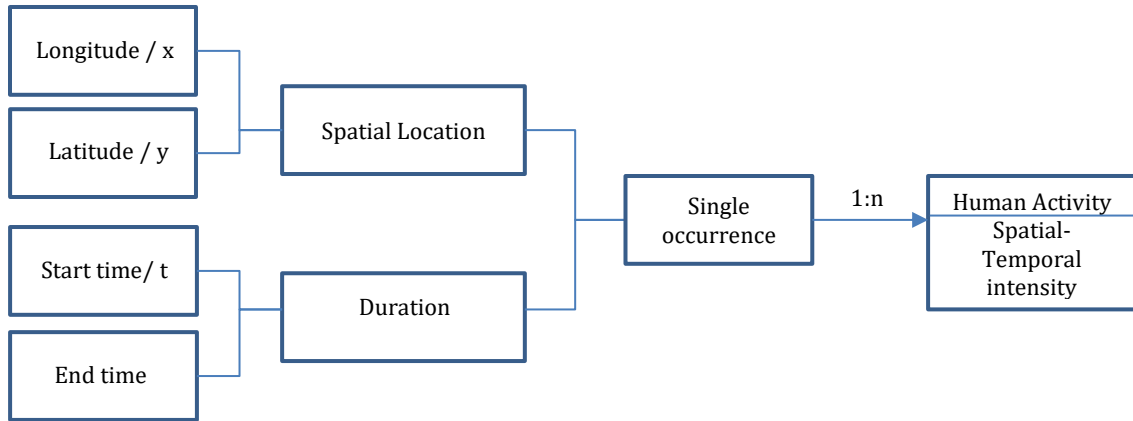 Longitude / x
Latitude / y
Spatial Location
Start time/ t
End time
Duration
Single
occurrence
1:n
Human Activity
Spatial-
Temporal
intensity